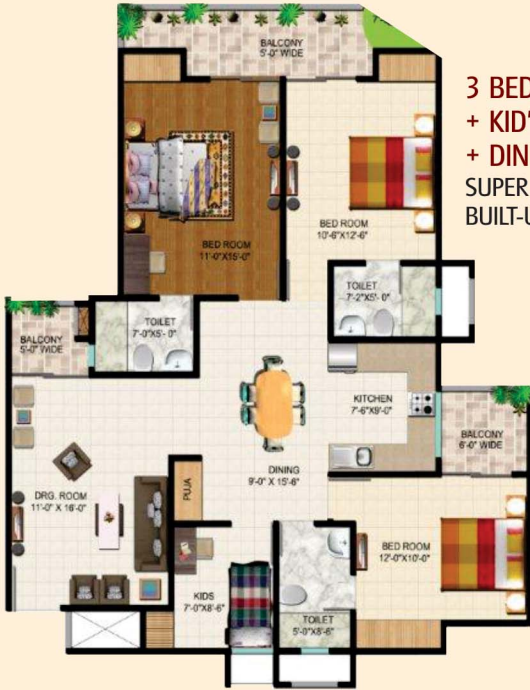 BALCONY
5'-0" WIDE
3 BED
+ KID'
+ DIN
SUPER
BUILT-U
BED ROOM
11'-0"X15'-0"
BED ROOM
10'-6"X12'-6"
TOILET
7'-2"X5'-0"
TOILET
7'-0"X5'-0"
BALCONY
5'-0" WIDE
KITCHEN
7'-6"X9'-0"
BALCONY
6'-0" WIDE
DINING
9'-0" X 15'-6"
PUJA
DRG. ROOM
11'-0" X 16'-0"
BED ROOM
12'-0"X10'-0"
KIDS
7'-0"X8'-6"
TOILET
5'-0"X8'-6"